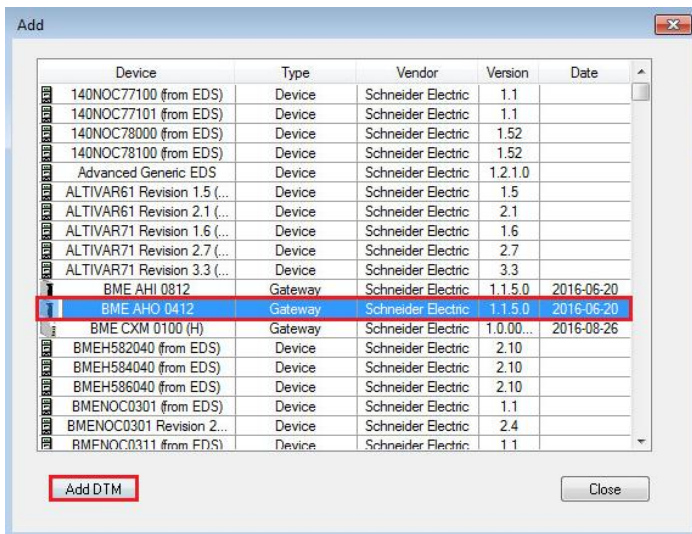 Add
Device Type Vendor Version Date
140NOC77100 (from EDS) Device Schneider Electric 1.1
140NOC77101 (from EDS) Device Schneider Electric 1.1
140NOC78000 (from EDS) Device Schneider Electric 1.52
140NOC78100 (from EDS) Device Schneider Electric 1.52
Advanced Generic EDS Device Schneider Electric 1.2.1.0
ALTIVAR61 Revision 1.5 (... Device Schneider Electric 1.5
ALTIVAR61 Revision 2.1 (... Device Schneider Electric 2.1
ALTIVAR71 Revision 1.6 (... Device Schneider Electric 1.6
ALTIVAR71 Revision 2.7 (... Device Schneider Electric 2.7
ALTIVAR71 Revision 3.3 (... Device Schneider Electric 3.3
BME AHI 0812 Gateway Schneider Electric 1.1.5.0 2016-06-20
BME AHO 0412 Gateway Schneider Electric 1.1.5.0 2016-06-20
BME CXM 0100 (H) Gateway Schneider Electric 1.0.00... 2016-08-26
BMEH582040 (from EDS) Device Schneider Electric 2.10
BMEH584040 (from EDS) Device Schneider Electric 2.10
BMEH586040 (from EDS) Device Schneider Electric 2.10
BMENOC0301 (from EDS) Device Schneider Electric 1.1
BMENOC0301 Revision 2... Device Schneider Electric 2.4
BMENOC0311 (from EDS) Device Schneider Electric 1.1
Add DTM Close